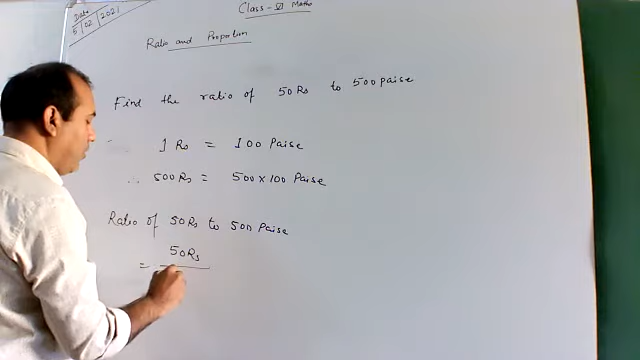 Class - VI Maths
Date
5/02/2021
Ratio and Proportion
Find the ratio of 50 Rs to 500 paise
1 Rs = 100 Paise
∴ 500 Rs = 500 x 100 Paise
Ratio of 50 Rs to 500 Paise
= 50 Rs